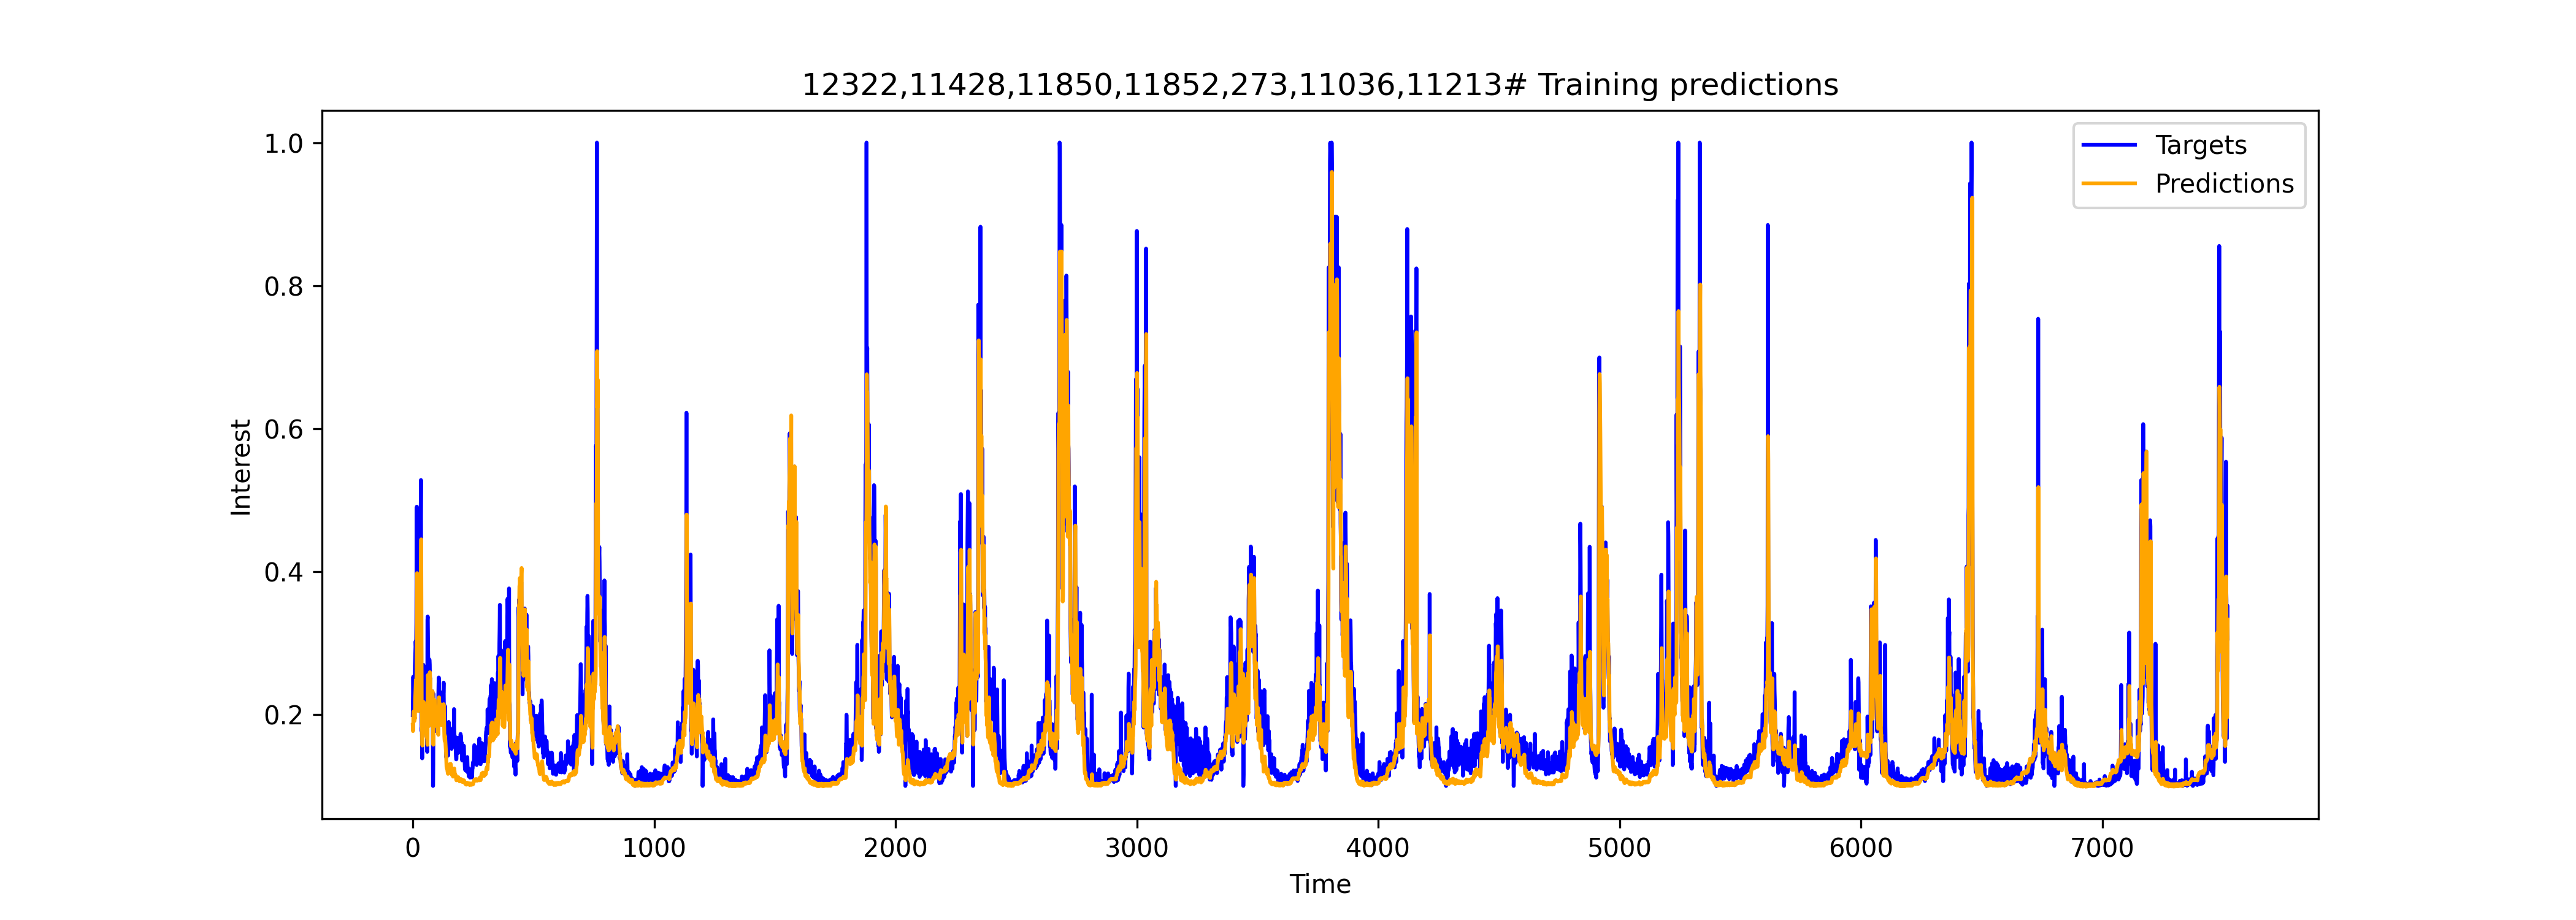 12322,11428,11850,11852,273,11036,11213# Training predictions
1.0
0.8
0.6
0.4
0.2
Interest
Targets
Predictions
0 1000 2000 3000 4000 5000 6000 7000
Time